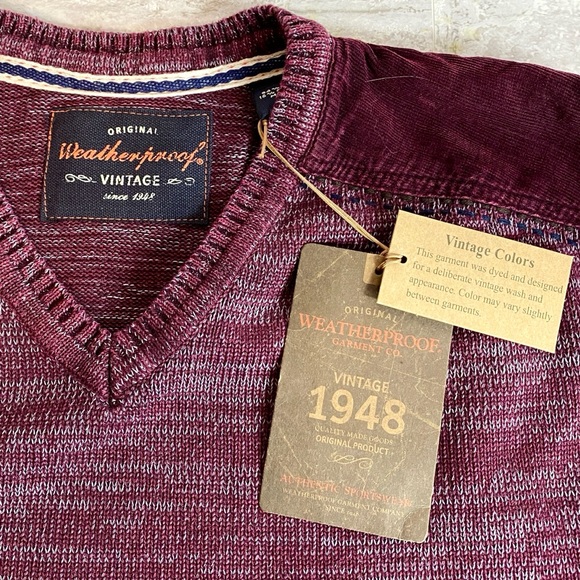 ORIGINAL
Weatherproof®
VINTAGE
since 1948
Vintage Colors
This garment was dyed and designed
for a deliberate vintage wash and
appearance. Color may vary slightly
between garments.
ORIGINAL
WEATHERPROOF
GARMENT CO.
VINTAGE
1948
QUALITY MADE GOODS
ORIGINAL PRODUCT
AUTHENTIC SPORTSWEAR
WEATHERPROOF GARMENT COMPANY
SINCE 1948